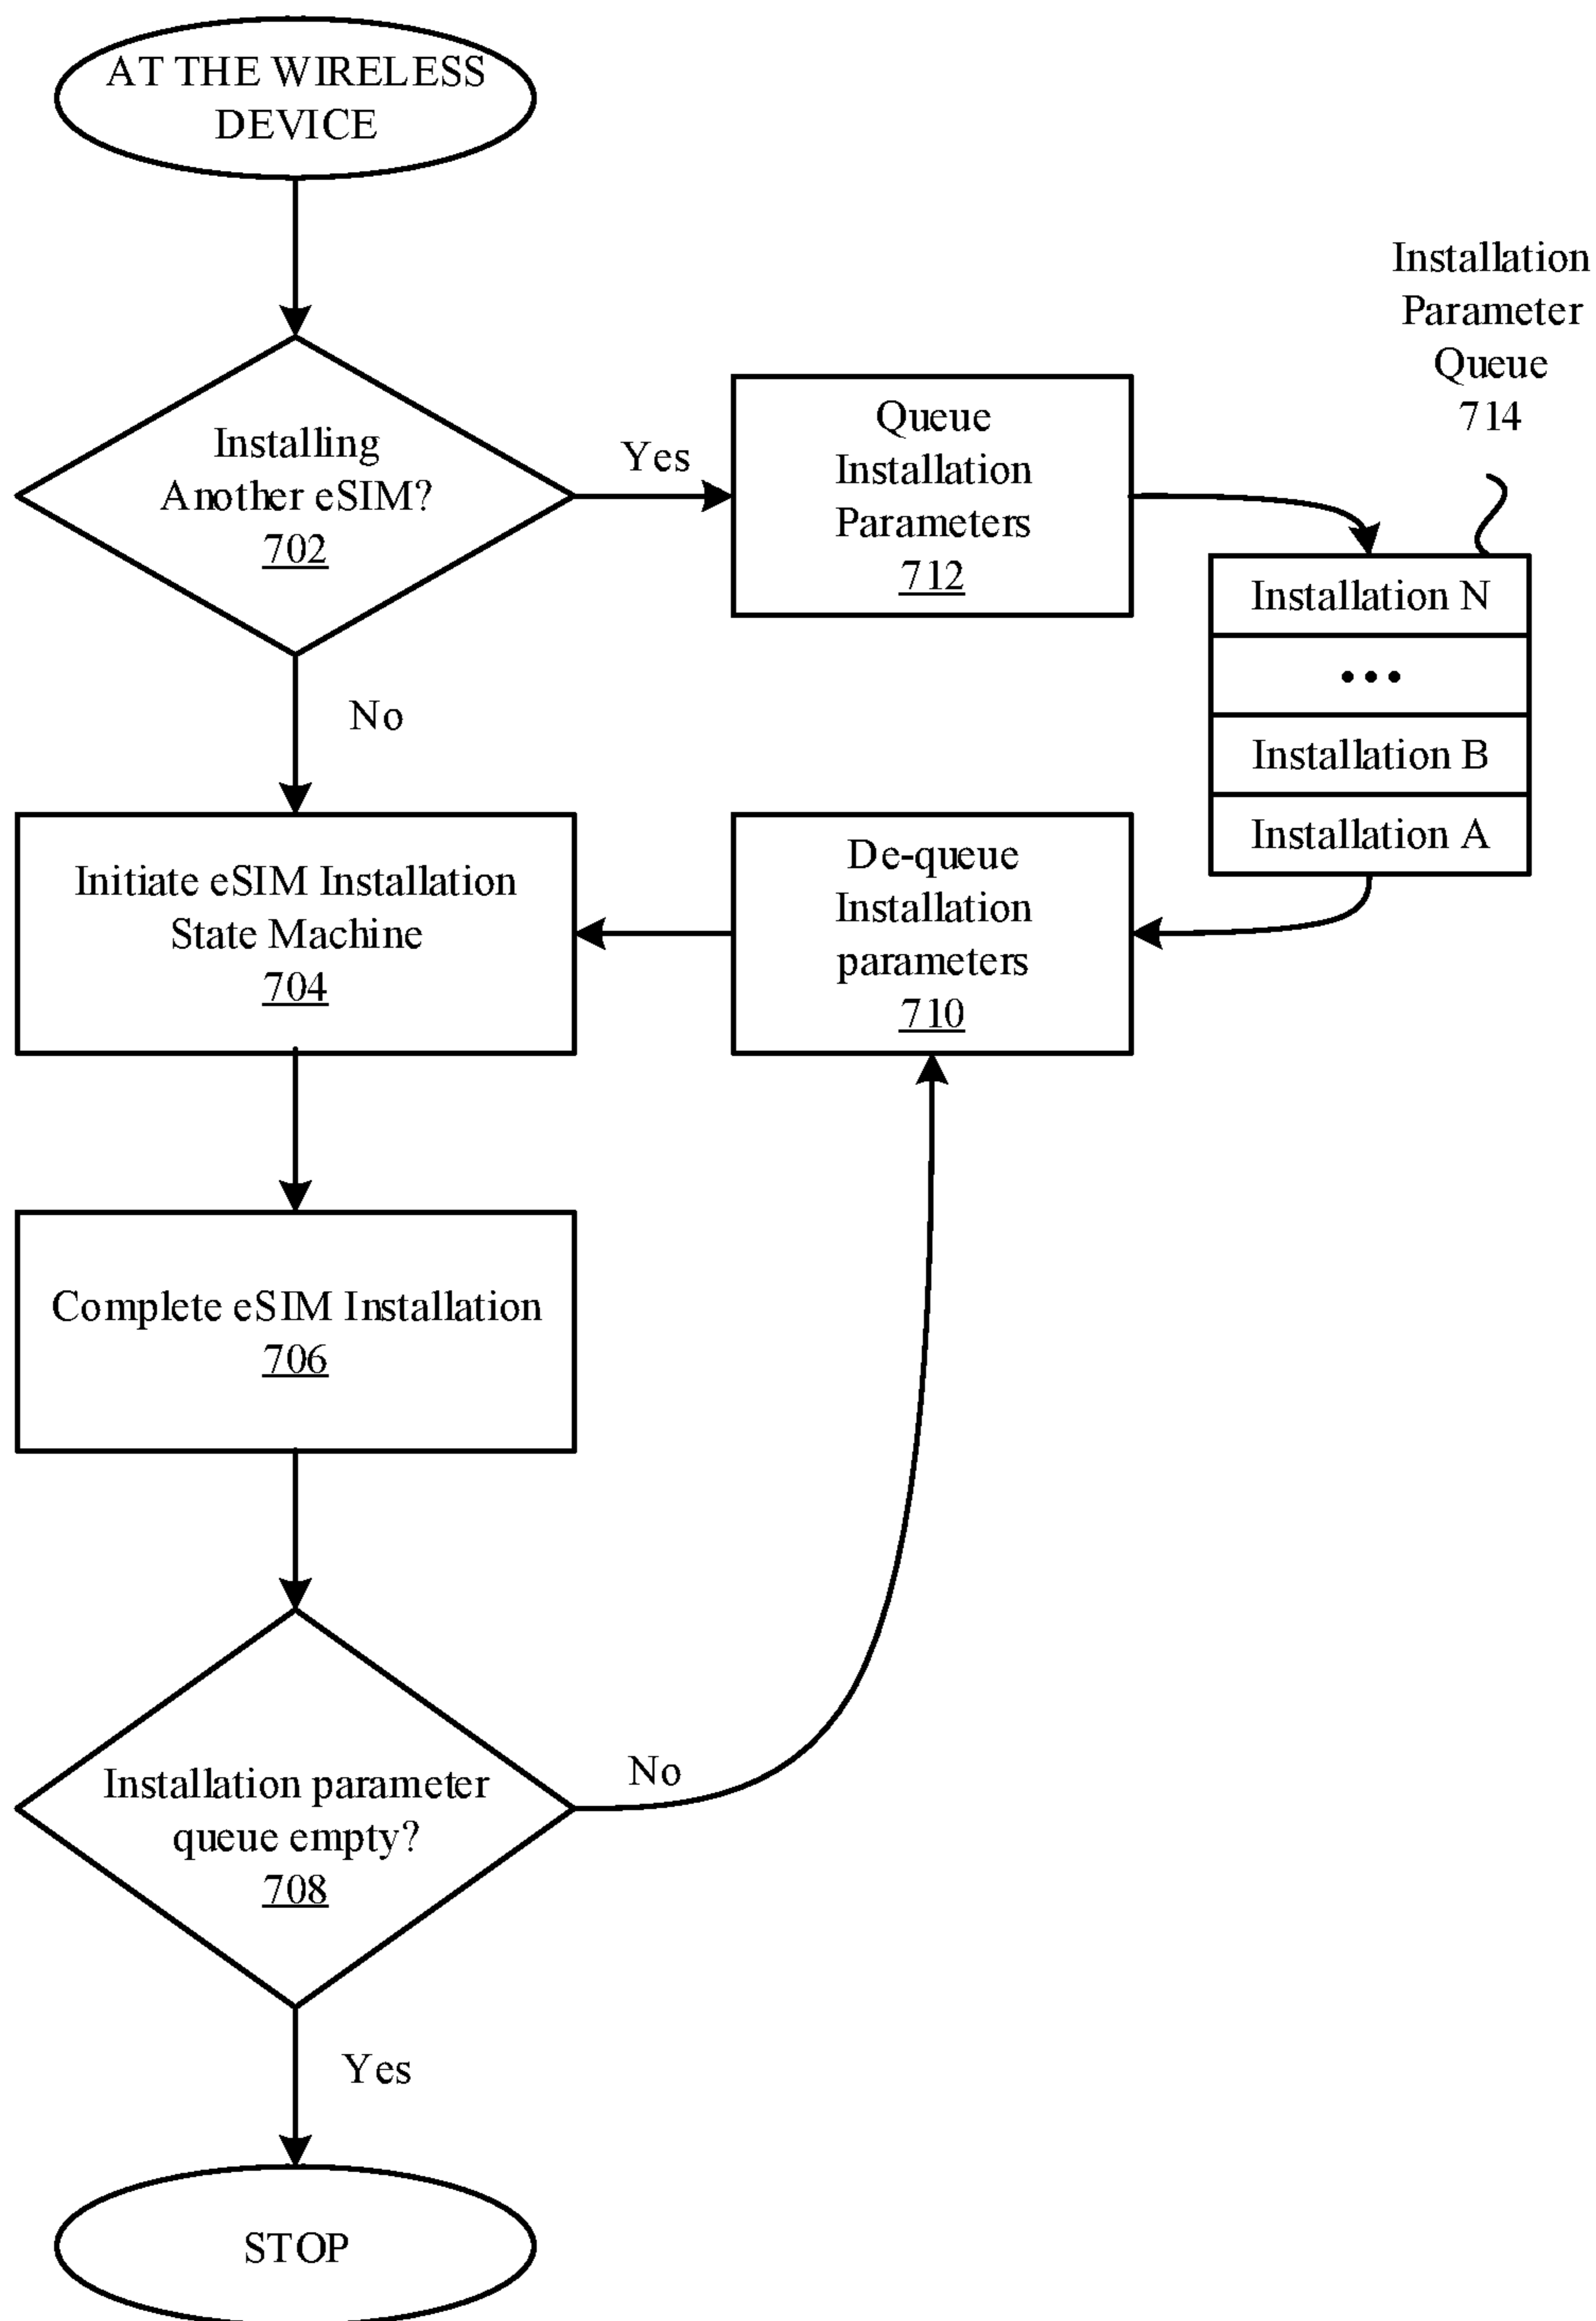 AT THE WIRELESS
DEVICE
Installing
Another eSIM?
702
Yes
Queue
Installation
Parameters
712
Installation
Parameter
Queue
714
Installation N
•••
Installation B
Installation A
No
Initiate eSIM Installation
State Machine
704
De-queue
Installation
parameters
710
Complete eSIM Installation
706
Installation parameter
queue empty?
708
No
Yes
STOP